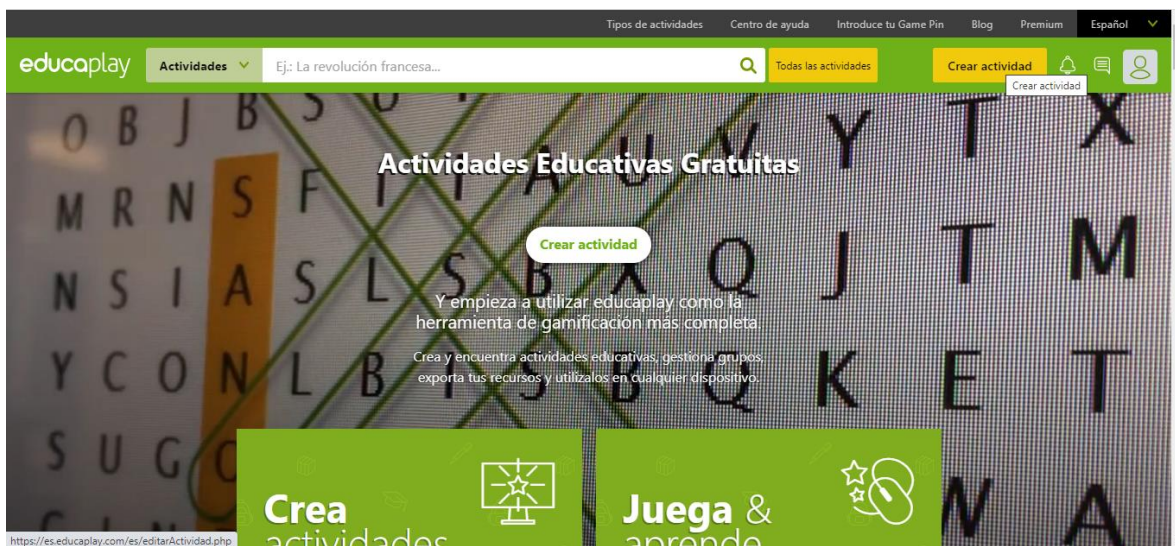 Tipos de actividades Centro de ayuda Introduce tu Game Pin Blog Premium Español
educaplay Actividades Ej.: La revolución francesa... Todas las actividades Crear actividad
Crear actividad
Actividades Educativas Gratuitas
Crear actividad
Y empieza a utilizar educaplay como la
herramienta de gamificación más completa.
Crea y encuentra actividades educativas, gestiona grupos,
exporta tus recursos y utilízalos en cualquier dispositivo.
Crea
actividades
Juega &
aprende
https://es.educaplay.com/es/editarActividad.php